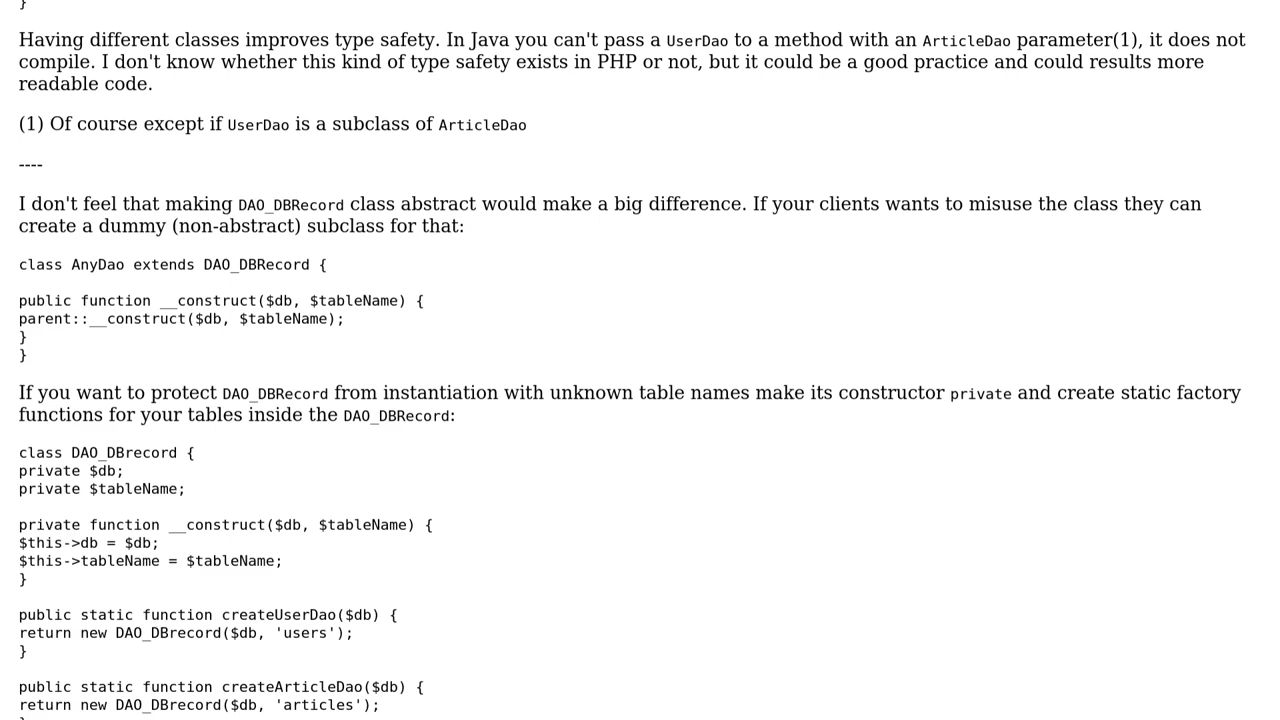 }
Having different classes improves type safety. In Java you can't pass a UserDao to a method with an ArticleDao parameter(1), it does not
compile. I don't know whether this kind of type safety exists in PHP or not, but it could be a good practice and could results more
readable code.
(1) Of course except if UserDao is a subclass of ArticleDao
----
I don't feel that making DAO_DBRecord class abstract would make a big difference. If your clients wants to misuse the class they can
create a dummy (non-abstract) subclass for that:
class AnyDao extends DAO_DBRecord {
public function __construct($db, $tableName) {
parent::__construct($db, $tableName);
}
}
If you want to protect DAO_DBRecord from instantiation with unknown table names make its constructor private and create static factory
functions for your tables inside the DAO_DBRecord:
class DAO_DBrecord {
private $db;
private $tableName;
private function __construct($db, $tableName) {
$this->db = $db;
$this->tableName = $tableName;
}
public static function createUserDao($db) {
return new DAO_DBrecord($db, 'users');
}
public static function createArticleDao($db) {
return new DAO_DBrecord($db, 'articles');
}